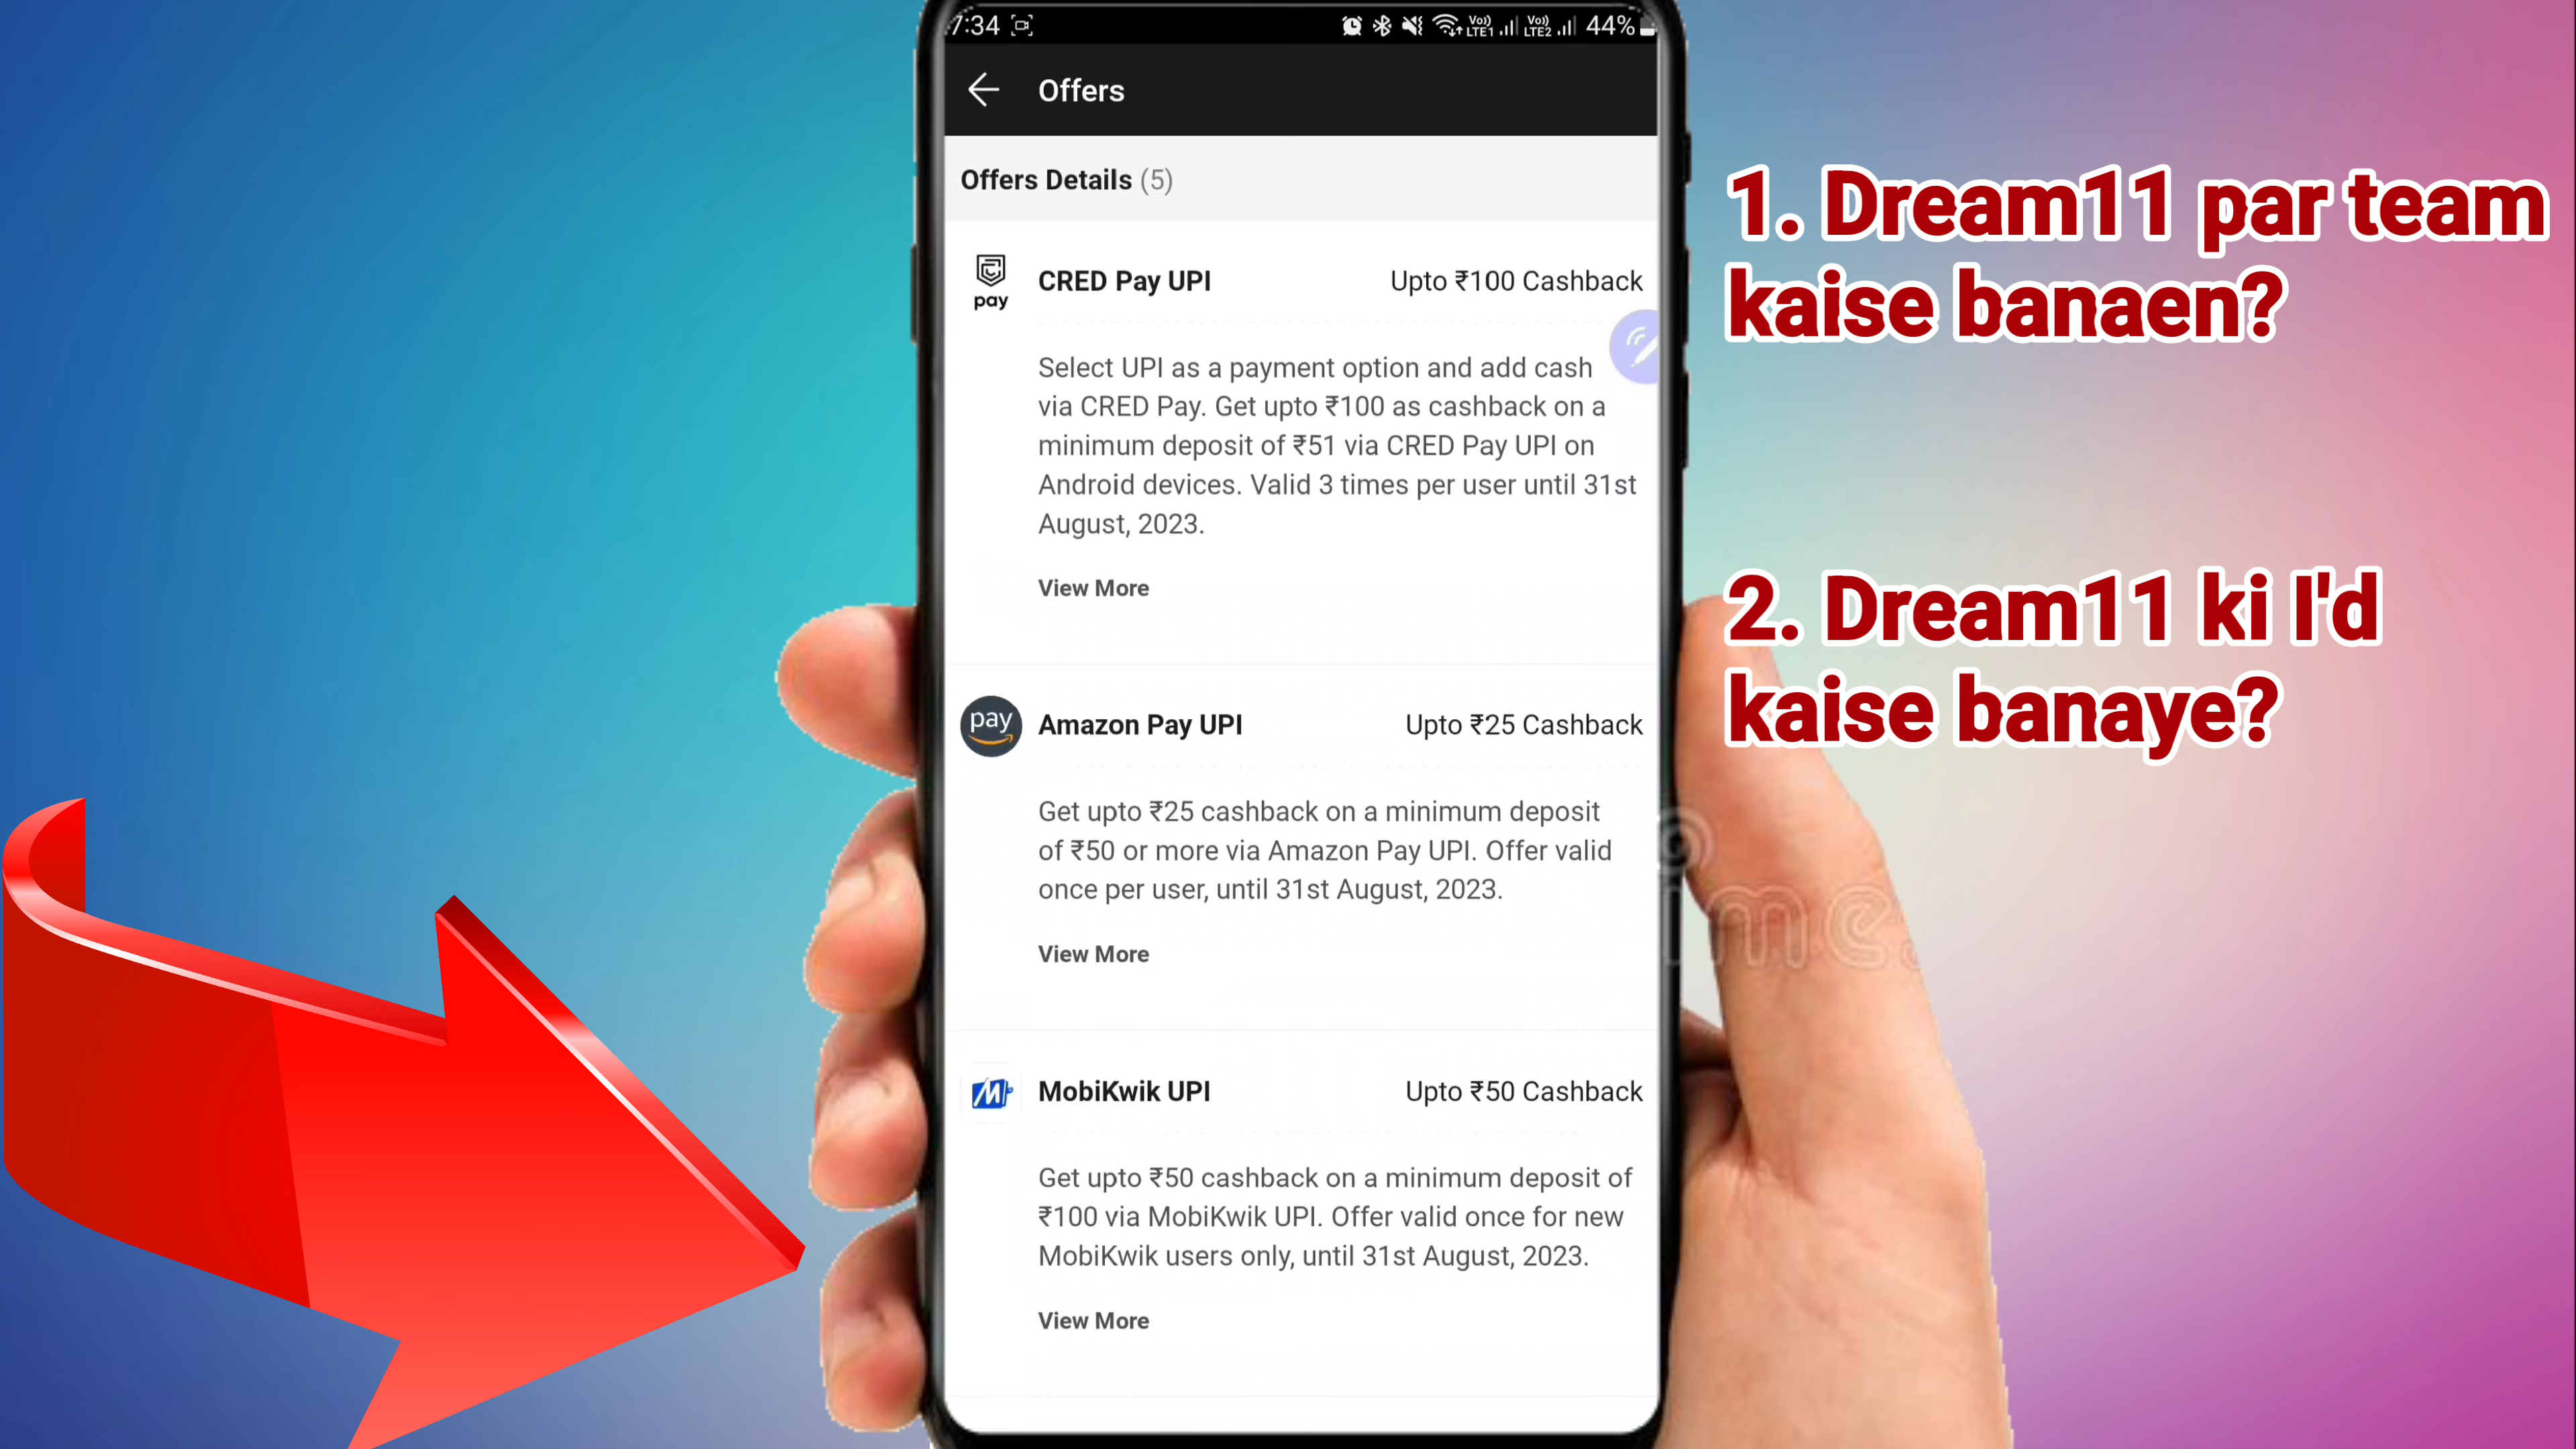 7:34
Vo)) LTE1 Vo)) LTE2 44%
Offers
Offers Details (5)
pay
CRED Pay UPI Upto ₹100 Cashback
Select UPI as a payment option and add cash
via CRED Pay. Get upto ₹100 as cashback on a
minimum deposit of ₹51 via CRED Pay UPI on
Android devices. Valid 3 times per user until 31st
August, 2023.
View More
pay
Amazon Pay UPI Upto ₹25 Cashback
Get upto ₹25 cashback on a minimum deposit
of ₹50 or more via Amazon Pay UPI. Offer valid
once per user, until 31st August, 2023.
View More
MobiKwik UPI Upto ₹50 Cashback
Get upto ₹50 cashback on a minimum deposit of
₹100 via MobiKwik UPI. Offer valid once for new
MobiKwik users only, until 31st August, 2023.
View More
1. Dream11 par team
kaise banaen?
2. Dream11 ki I'd
kaise banaye?